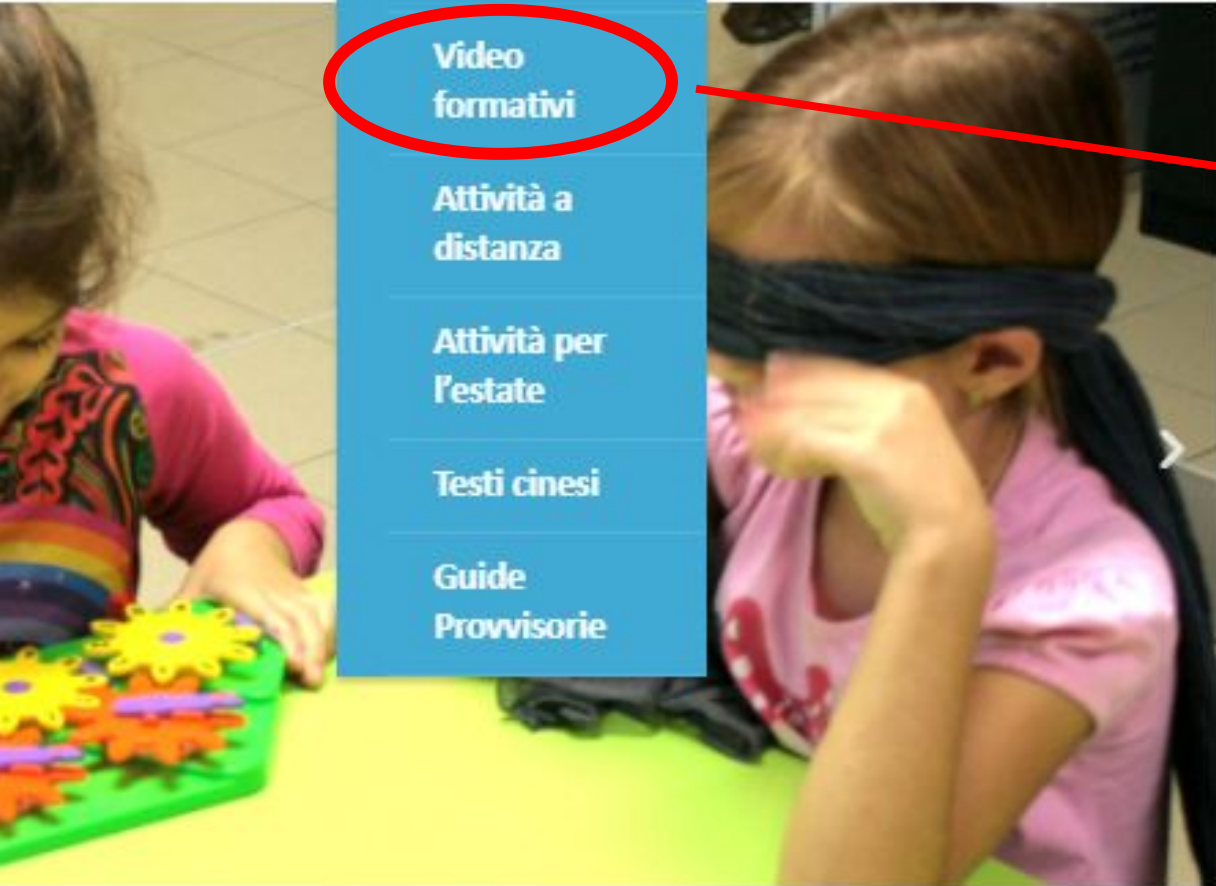 Video
formativi
Attività a
distanza
Attività per
l'estate
Testi cinesi
Guide
Provvisorie